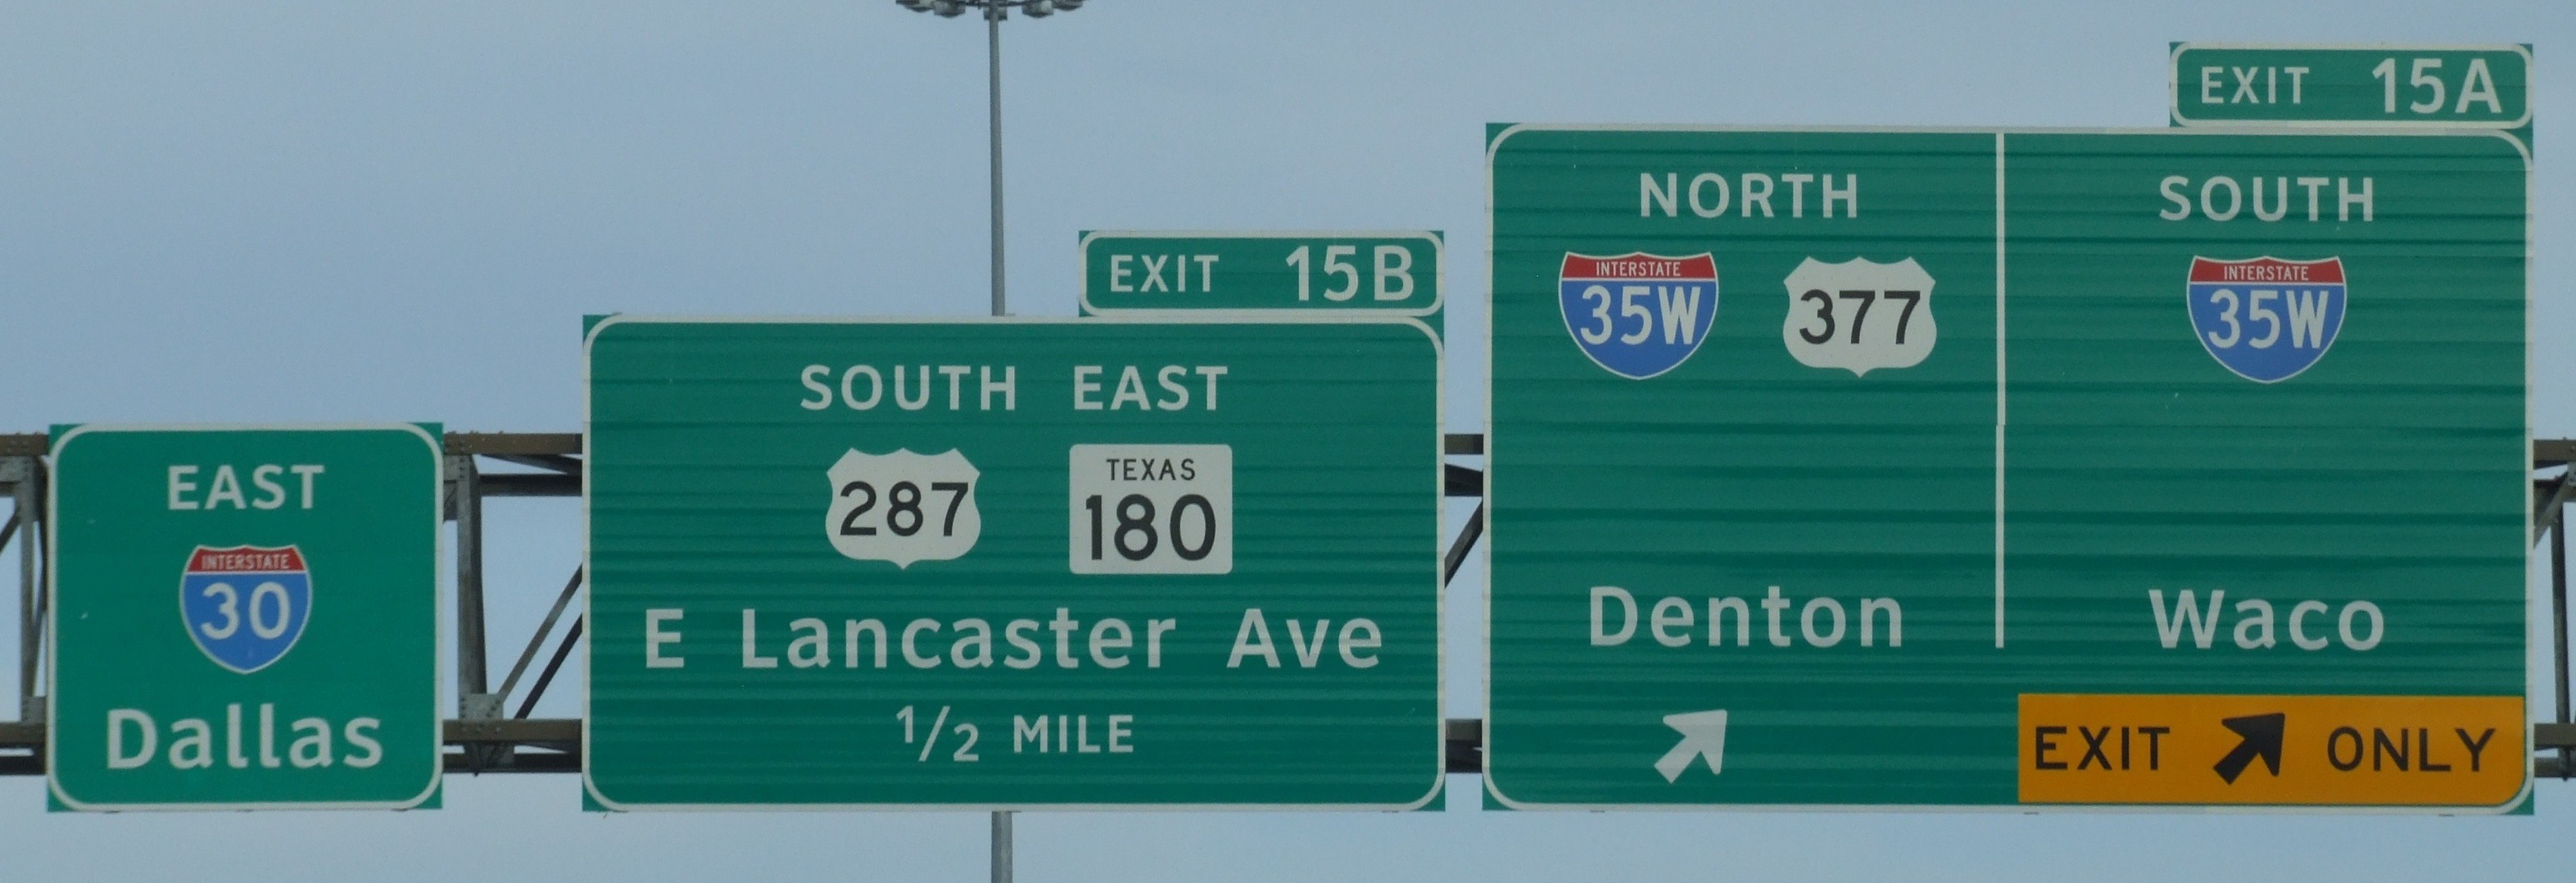 EAST
INTERSTATE
30
Dallas
EXIT 15B
SOUTH EAST
287
TEXAS
180
E Lancaster Ave
1/2 MILE
EXIT 15A
NORTH
INTERSTATE
35W
377
Denton
SOUTH
INTERSTATE
35W
Waco
EXIT ONLY